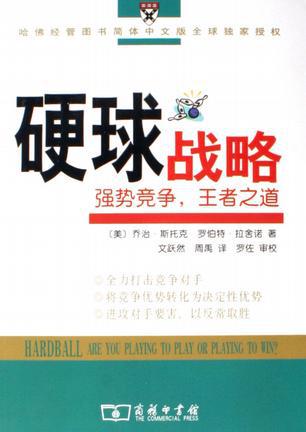 哈佛经管图书简体中文版全球独家授权
硬球战略
强势竞争，王者之道
〔美〕乔治·斯托克 罗伯特·拉舍诺 著
文跃然 周禹 译 罗佐 审校
全力打击竞争对手
将竞争优势转化为决定性优势
进攻对手要害，以反常取胜
HARDBALL ARE YOU PLAYING TO PLAY OR PLAYING TO WIN?
商务印书馆